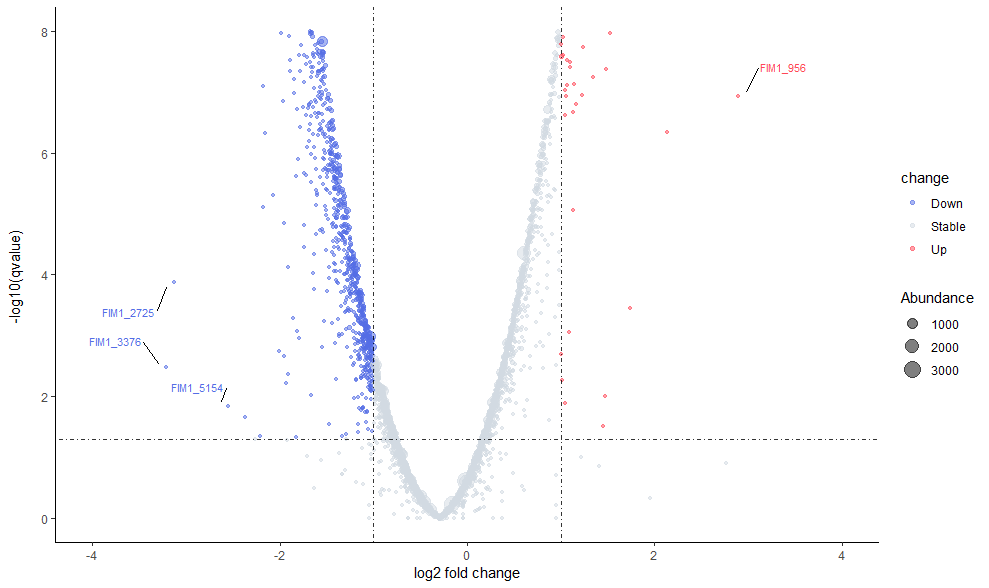 8
6
4
2
0
-4
-2
0
2
4
-log10(qvalue)
log2 fold change
FIM1_956
FIM1_2725
FIM1_3376
FIM1_5154
change
Down
Stable
Up
Abundance
1000
2000
3000